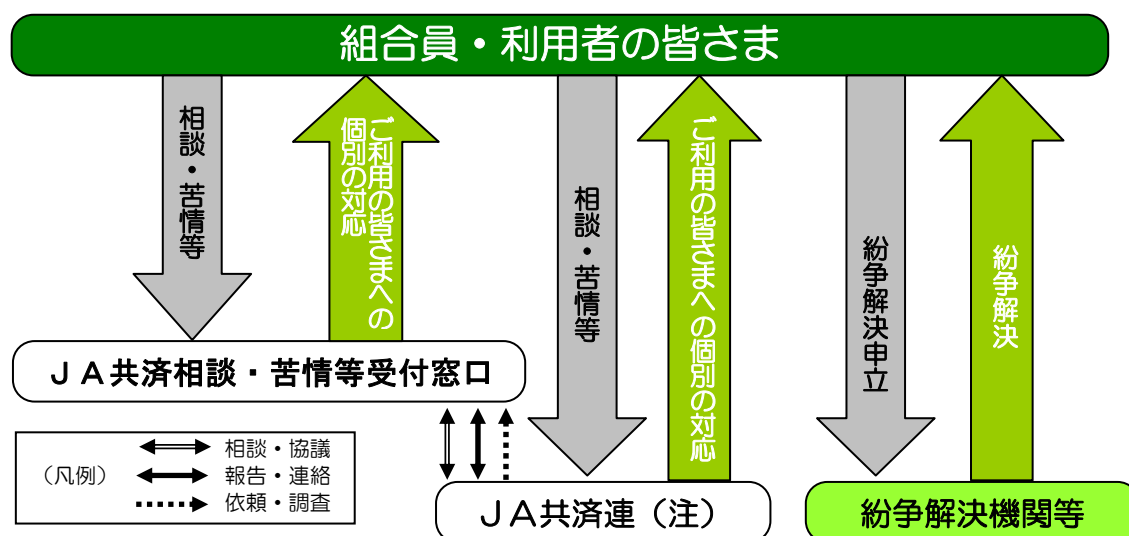 組合員・利用者の皆さま
相談・苦情等
ご利用の皆さまへの
個別の対応
相談・苦情等
ご利用の皆さまへ の個別の対応
紛争解決申立
紛争解決
ＪＡ共済相談・苦情等受付窓口
（凡例）
相談・協議
報告・連絡
依頼・調査
ＪＡ共済連（注）
紛争解決機関等